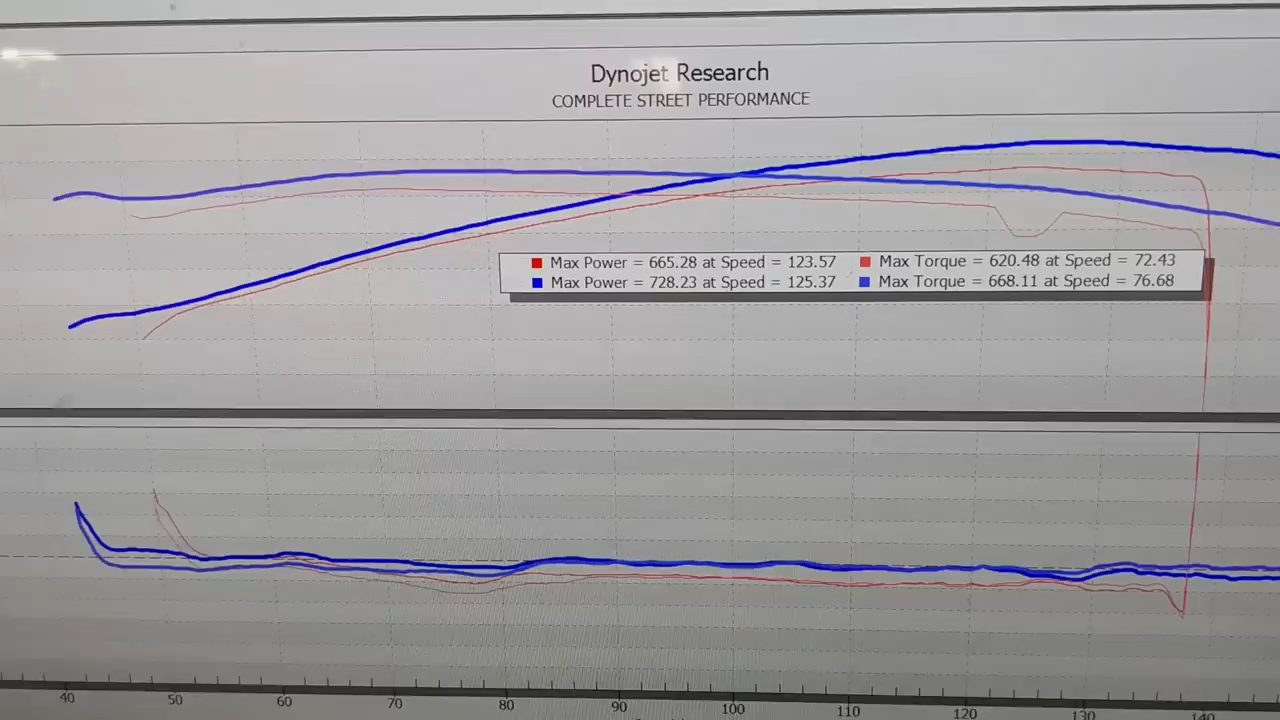 Dynojet Research
COMPLETE STREET PERFORMANCE
Max Power = 665.28 at Speed = 123.57 Max Torque = 620.48 at Speed = 72.43
Max Power = 728.23 at Speed = 125.37 Max Torque = 668.11 at Speed = 76.68
40 50 60 70 80 90 100 110 120 130 140